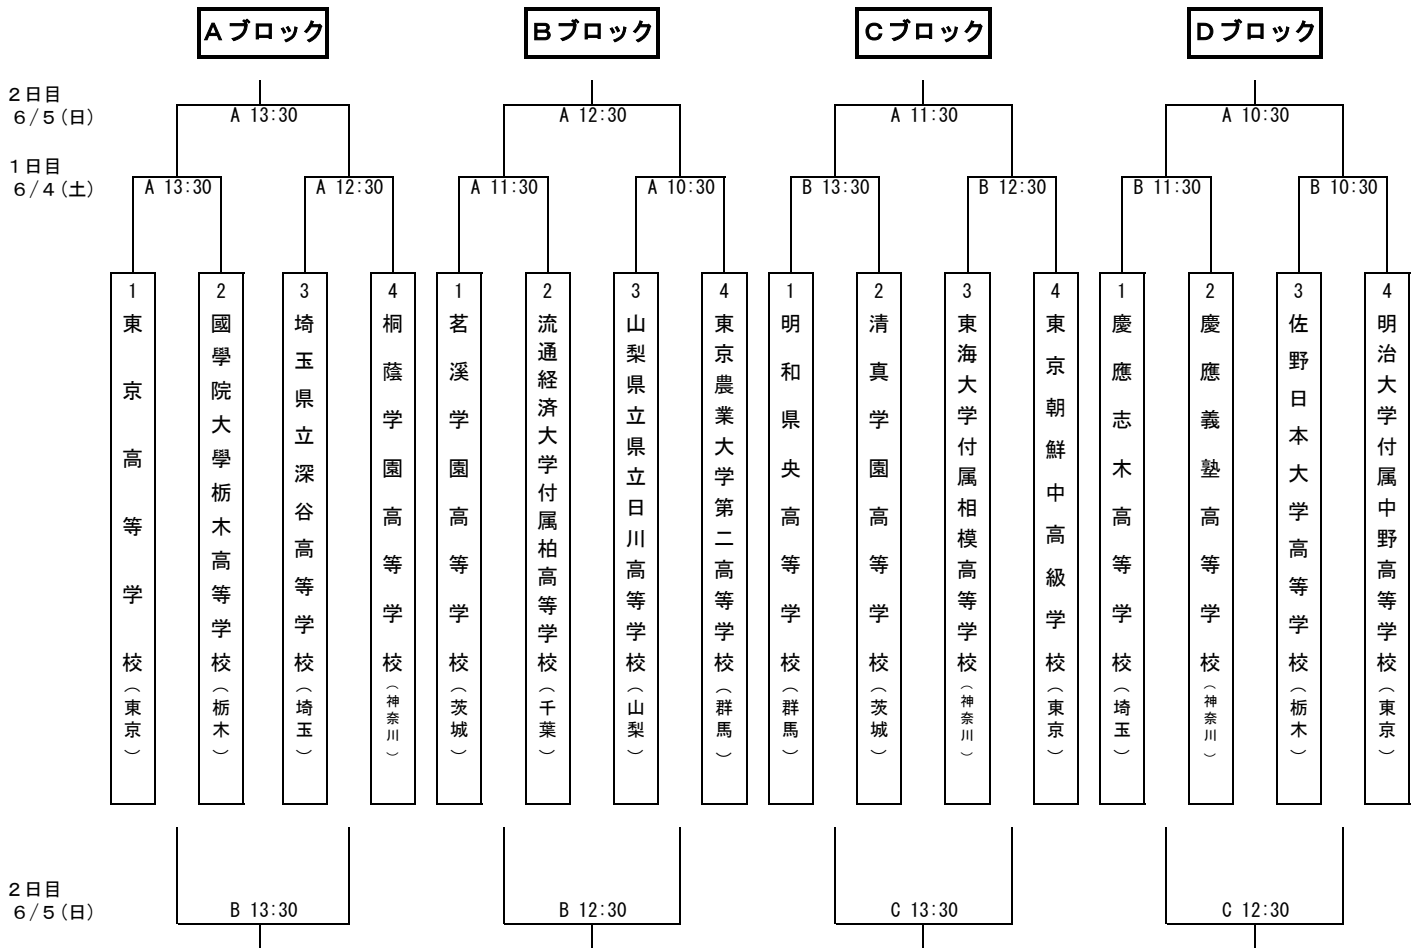 Aブロック Bブロック Cブロック Dブロック
2日目
6/5(日)
A 13:30 A 12:30 A 11:30 A 10:30
1日目
6/4(土)
A 13:30 A 12:30 A 11:30 A 10:30 B 13:30 B 12:30 B 11:30 B 10:30
1 東京高等学校(東京)
2 國學院大學栃木高等学校(栃木)
3 埼玉県立深谷高等学校(埼玉)
4 桐蔭学園高等学校(神奈川)
1 茗溪学園高等学校(茨城)
2 流通経済大学付属柏高等学校(千葉)
3 山梨県立県立日川高等学校(山梨)
4 東京農業大学第二高等学校(群馬)
1 明和県央高等学校(群馬)
2 清真学園高等学校(茨城)
3 東海大学付属相模高等学校(神奈川)
4 東京朝鮮中高級学校(東京)
1 慶應志木高等学校(埼玉)
2 慶應義塾高等学校(神奈川)
3 佐野日本大学高等学校(栃木)
4 明治大学付属中野高等学校(東京)
2日目
6/5(日)
B 13:30 B 12:30 C 13:30 C 12:30